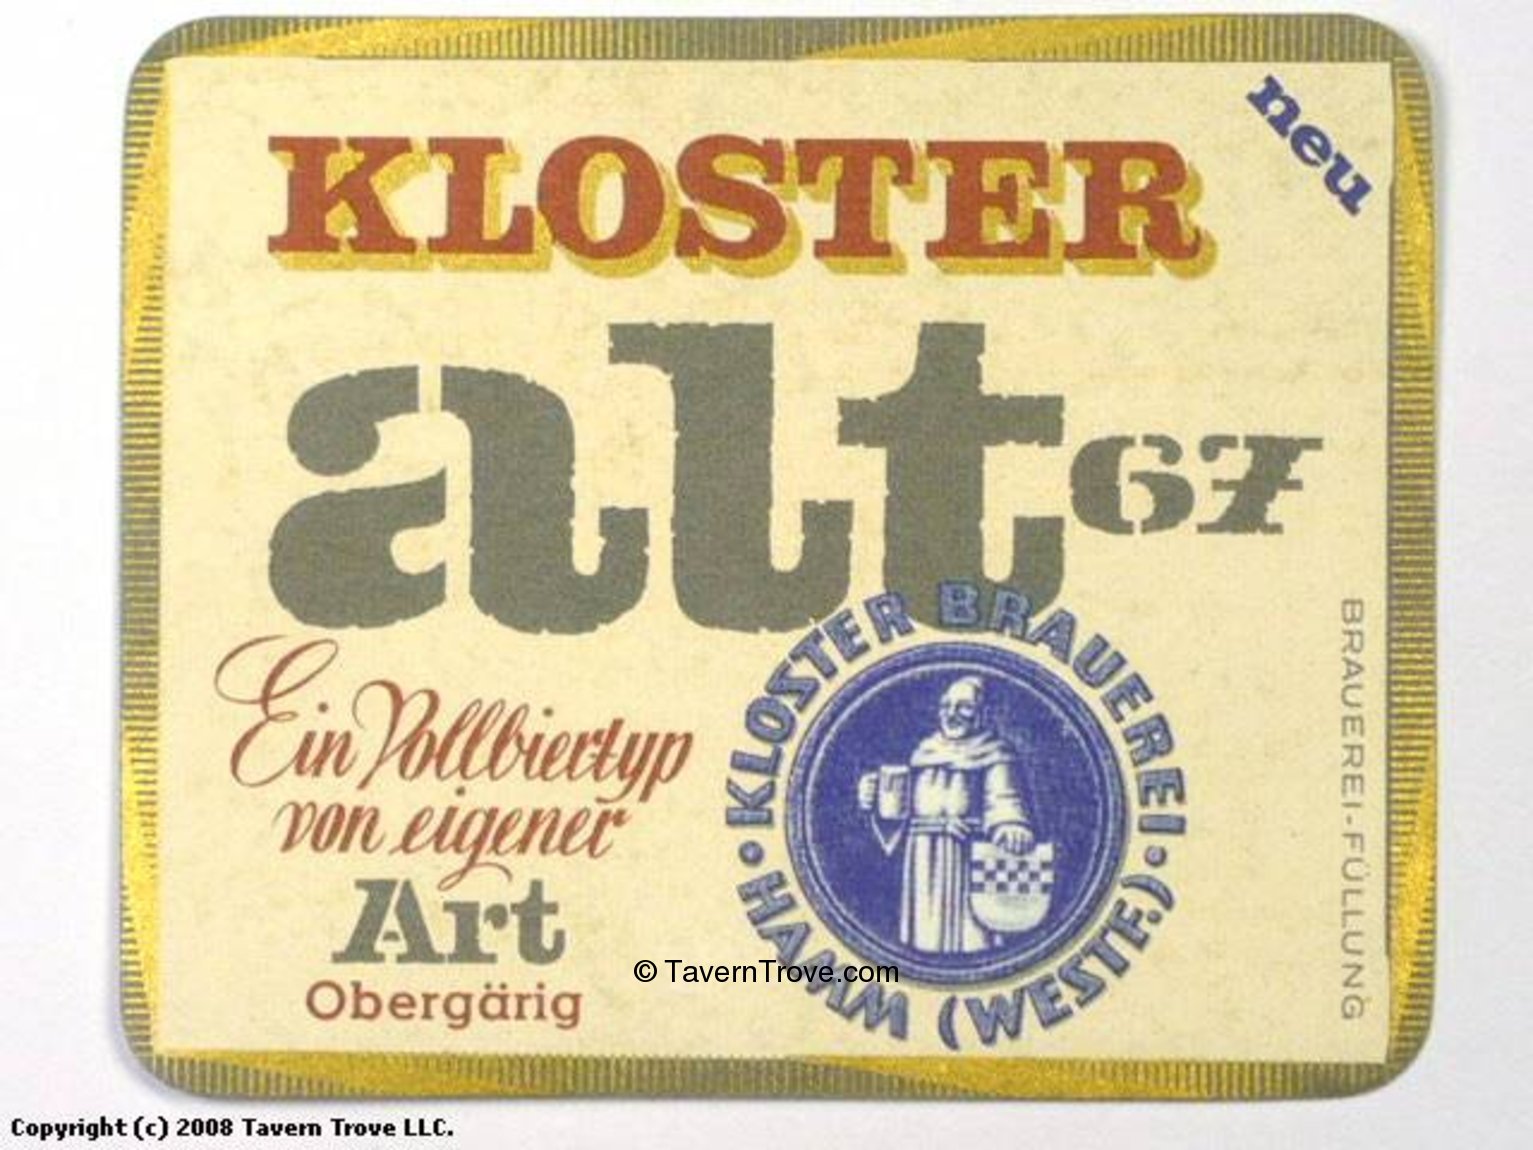 neu
KLOSTER
alt 67
Ein Vollbiertyp
von eigener
Art
Obergärig
KLOSTER BRAUEREI
HAMM (WESTF.)
BRAUEREI-FÜLLUNG
© TavernTrove.com
Copyright (c) 2008 Tavern Trove LLC.